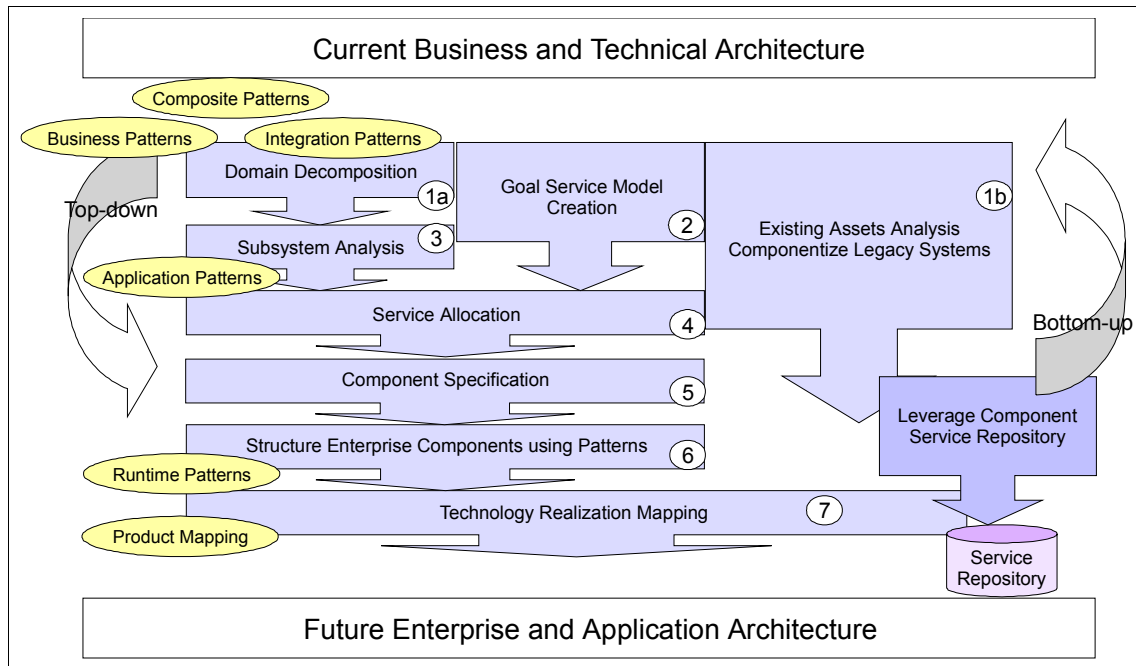 Current Business and Technical Architecture
Composite Patterns
Business Patterns
Integration Patterns
Domain Decomposition
1a
Goal Service Model
Creation
2
1b
Existing Assets Analysis
Componentize Legacy Systems
Top-down
Subsystem Analysis
3
Application Patterns
Service Allocation
4
Bottom-up
Component Specification
5
Leverage Component
Service Repository
Structure Enterprise Components using Patterns
6
Runtime Patterns
Technology Realization Mapping
7
Product Mapping
Service
Repository
Future Enterprise and Application Architecture